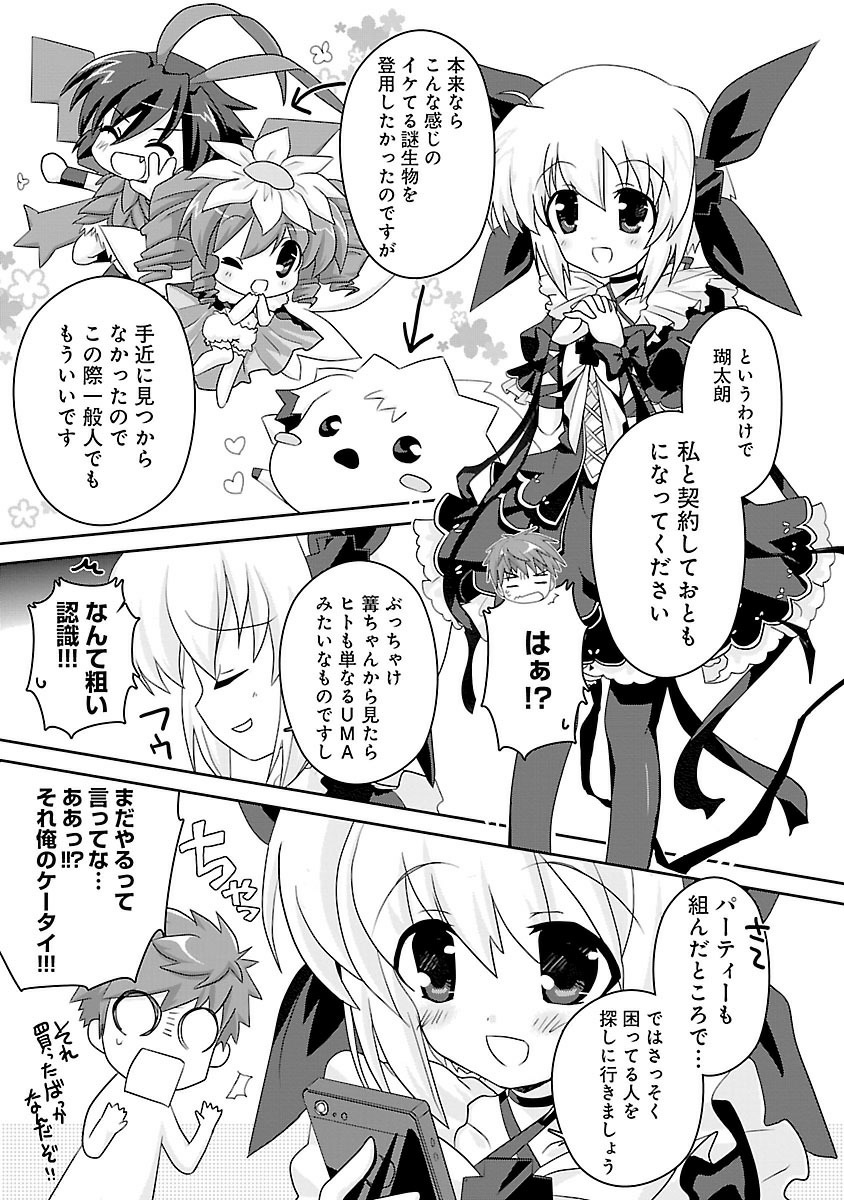 というわけで
瑚太朗
私と契約しておとも
になってください
はぁ!?
本来なら
こんな感じの
イケてる謎生物を
登用したかったのですが
手近に見つから
なかったので
この際一般人でも
もういいです
ぶっちゃけ
篝ちゃんから見たら
ヒトも単なるUMA
みたいなものですし
フゥ
なんて粗い
認識!!!
さて
パーティーも
組んだところで…
ではさっそく
困ってる人を
探しに行きましょう
ちゃっ
まだやるって
言ってな…
ああっ!!?
それ俺のケータイ!!!
それ
買ったばっか
なんだぞ!!